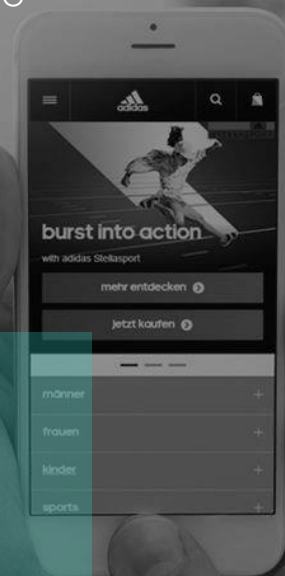 adidas
burst into action
with adidas Stellasport
mehr entdecken
jetzt kaufen
männer
frauen
kinder
sports